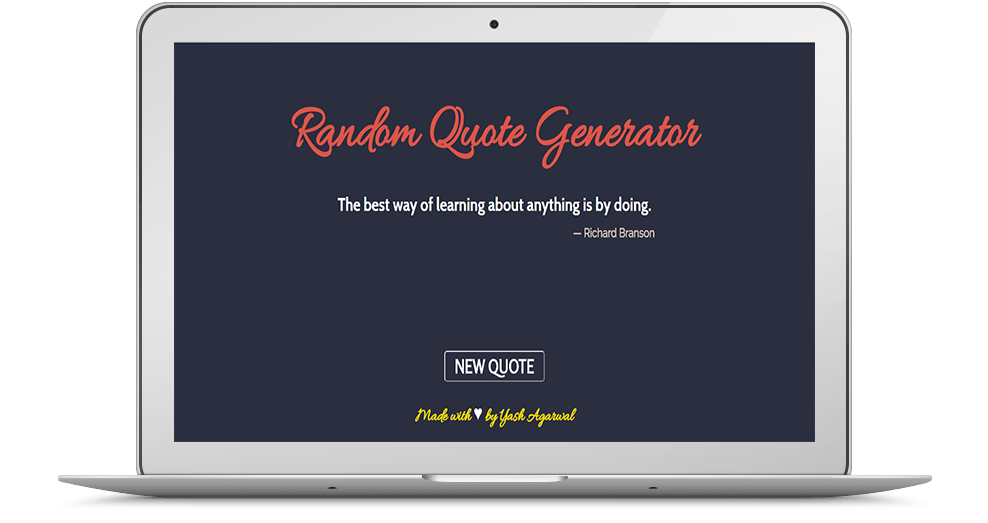 Random Quote Generator
The best way of learning about anything is by doing.
— Richard Branson
NEW QUOTE
Made with ♥ by Yash Agarwal